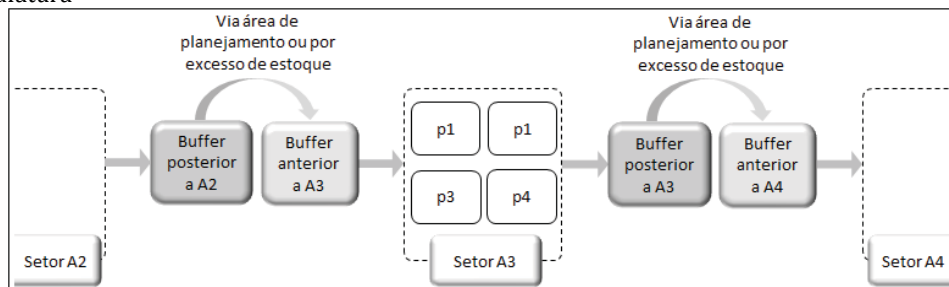 Via área de
planejamento ou por
excesso de estoque
Via área de
planejamento ou por
excesso de estoque
Buffer
posterior
a A2
Buffer
anterior
a A3
p1
p1
p3
p4
Buffer
posterior
a A3
Buffer
anterior
a A4
Setor A2
Setor A3
Setor A4